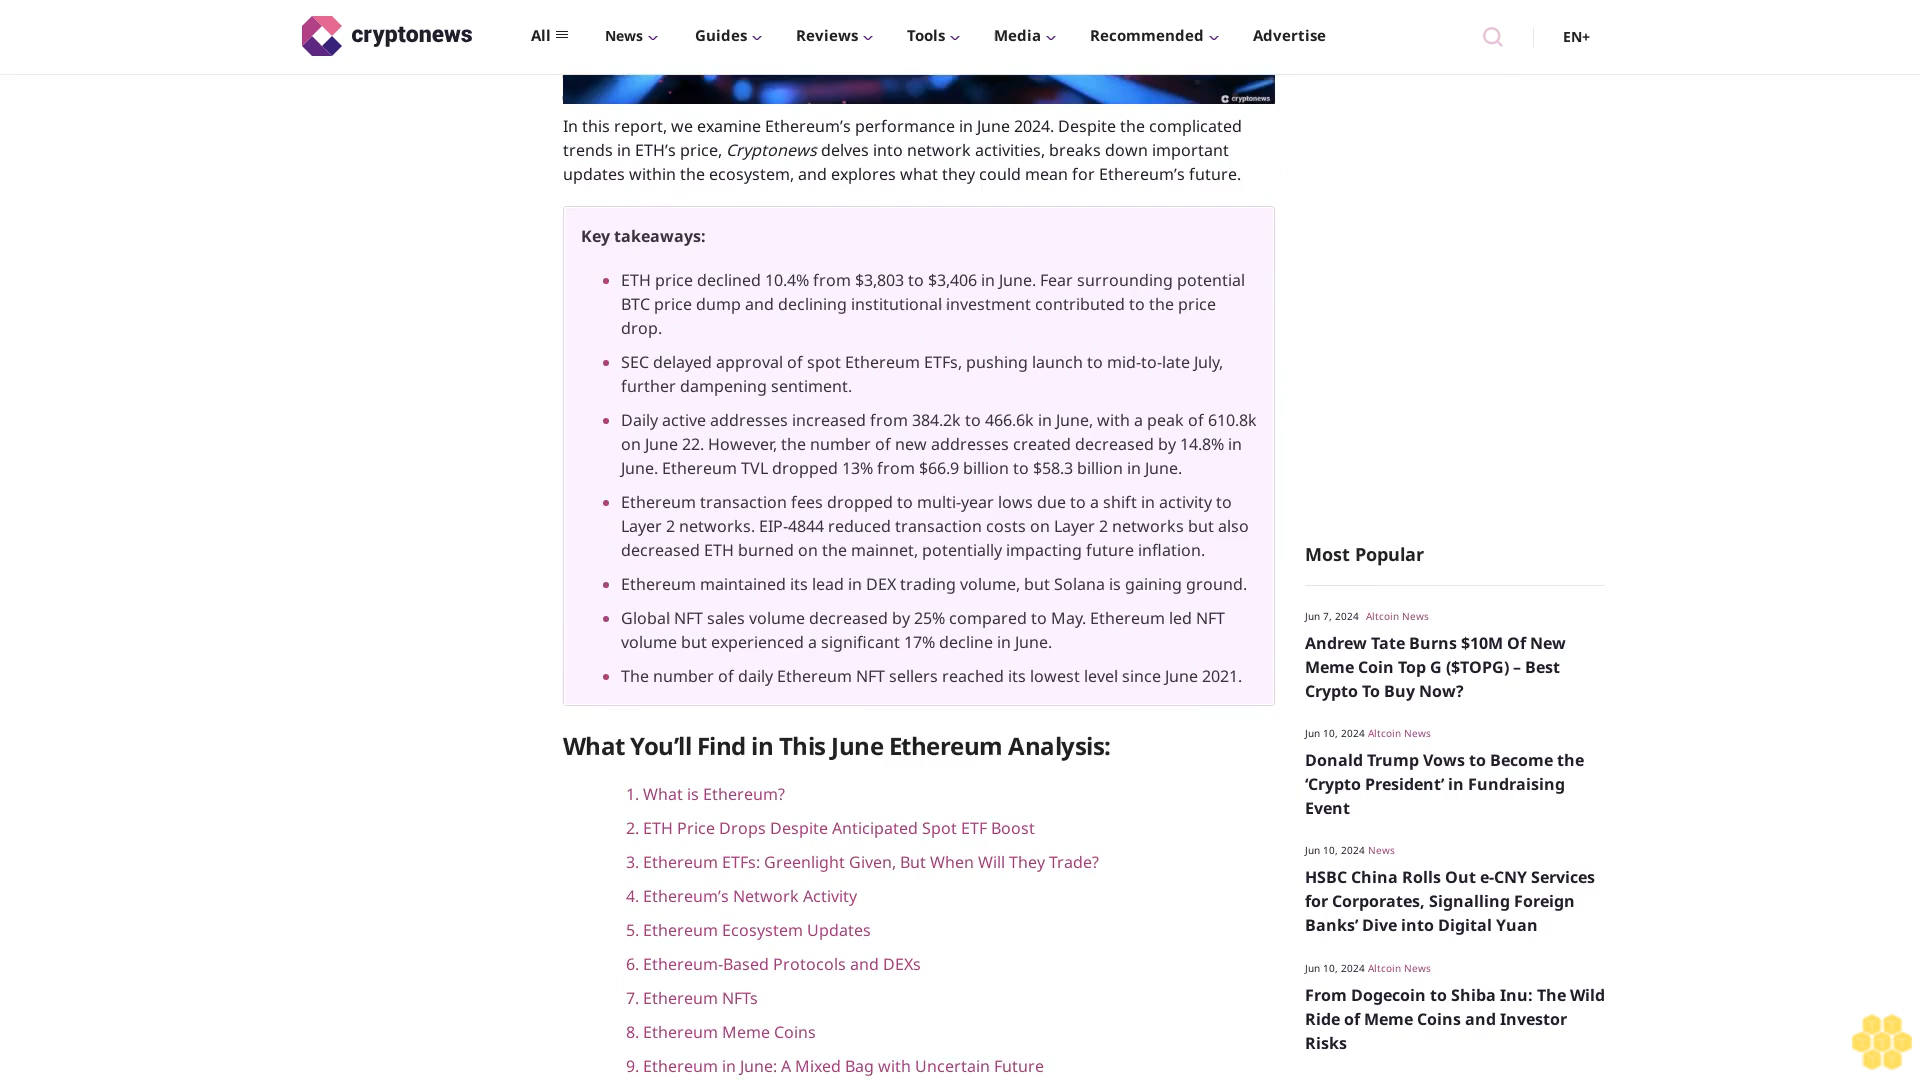 cryptonews
All
News
Guides
Reviews
Tools
Media
Recommended
Advertise
EN+
cryptonews
In this report, we examine Ethereum’s performance in June 2024. Despite the complicated
trends in ETH’s price, Cryptonews delves into network activities, breaks down important
updates within the ecosystem, and explores what they could mean for Ethereum’s future.
Key takeaways:
ETH price declined 10.4% from $3,803 to $3,406 in June. Fear surrounding potential
BTC price dump and declining institutional investment contributed to the price
drop.
SEC delayed approval of spot Ethereum ETFs, pushing launch to mid-to-late July,
further dampening sentiment.
Daily active addresses increased from 384.2k to 466.6k in June, with a peak of 610.8k
on June 22. However, the number of new addresses created decreased by 14.8% in
June. Ethereum TVL dropped 13% from $66.9 billion to $58.3 billion in June.
Ethereum transaction fees dropped to multi-year lows due to a shift in activity to
Layer 2 networks. EIP-4844 reduced transaction costs on Layer 2 networks but also
decreased ETH burned on the mainnet, potentially impacting future inflation.
Ethereum maintained its lead in DEX trading volume, but Solana is gaining ground.
Global NFT sales volume decreased by 25% compared to May. Ethereum led NFT
volume but experienced a significant 17% decline in June.
The number of daily Ethereum NFT sellers reached its lowest level since June 2021.
What You’ll Find in This June Ethereum Analysis:
1. What is Ethereum?
2. ETH Price Drops Despite Anticipated Spot ETF Boost
3. Ethereum ETFs: Greenlight Given, But When Will They Trade?
4. Ethereum’s Network Activity
5. Ethereum Ecosystem Updates
6. Ethereum-Based Protocols and DEXs
7. Ethereum NFTs
8. Ethereum Meme Coins
9. Ethereum in June: A Mixed Bag with Uncertain Future
Most Popular
Jun 7, 2024 Altcoin News
Andrew Tate Burns $10M Of New
Meme Coin Top G ($TOPG) – Best
Crypto To Buy Now?
Jun 10, 2024 Altcoin News
Donald Trump Vows to Become the
‘Crypto President’ in Fundraising
Event
Jun 10, 2024 News
HSBC China Rolls Out e-CNY Services
for Corporates, Signalling Foreign
Banks’ Dive into Digital Yuan
Jun 10, 2024 Altcoin News
From Dogecoin to Shiba Inu: The Wild
Ride of Meme Coins and Investor
Risks